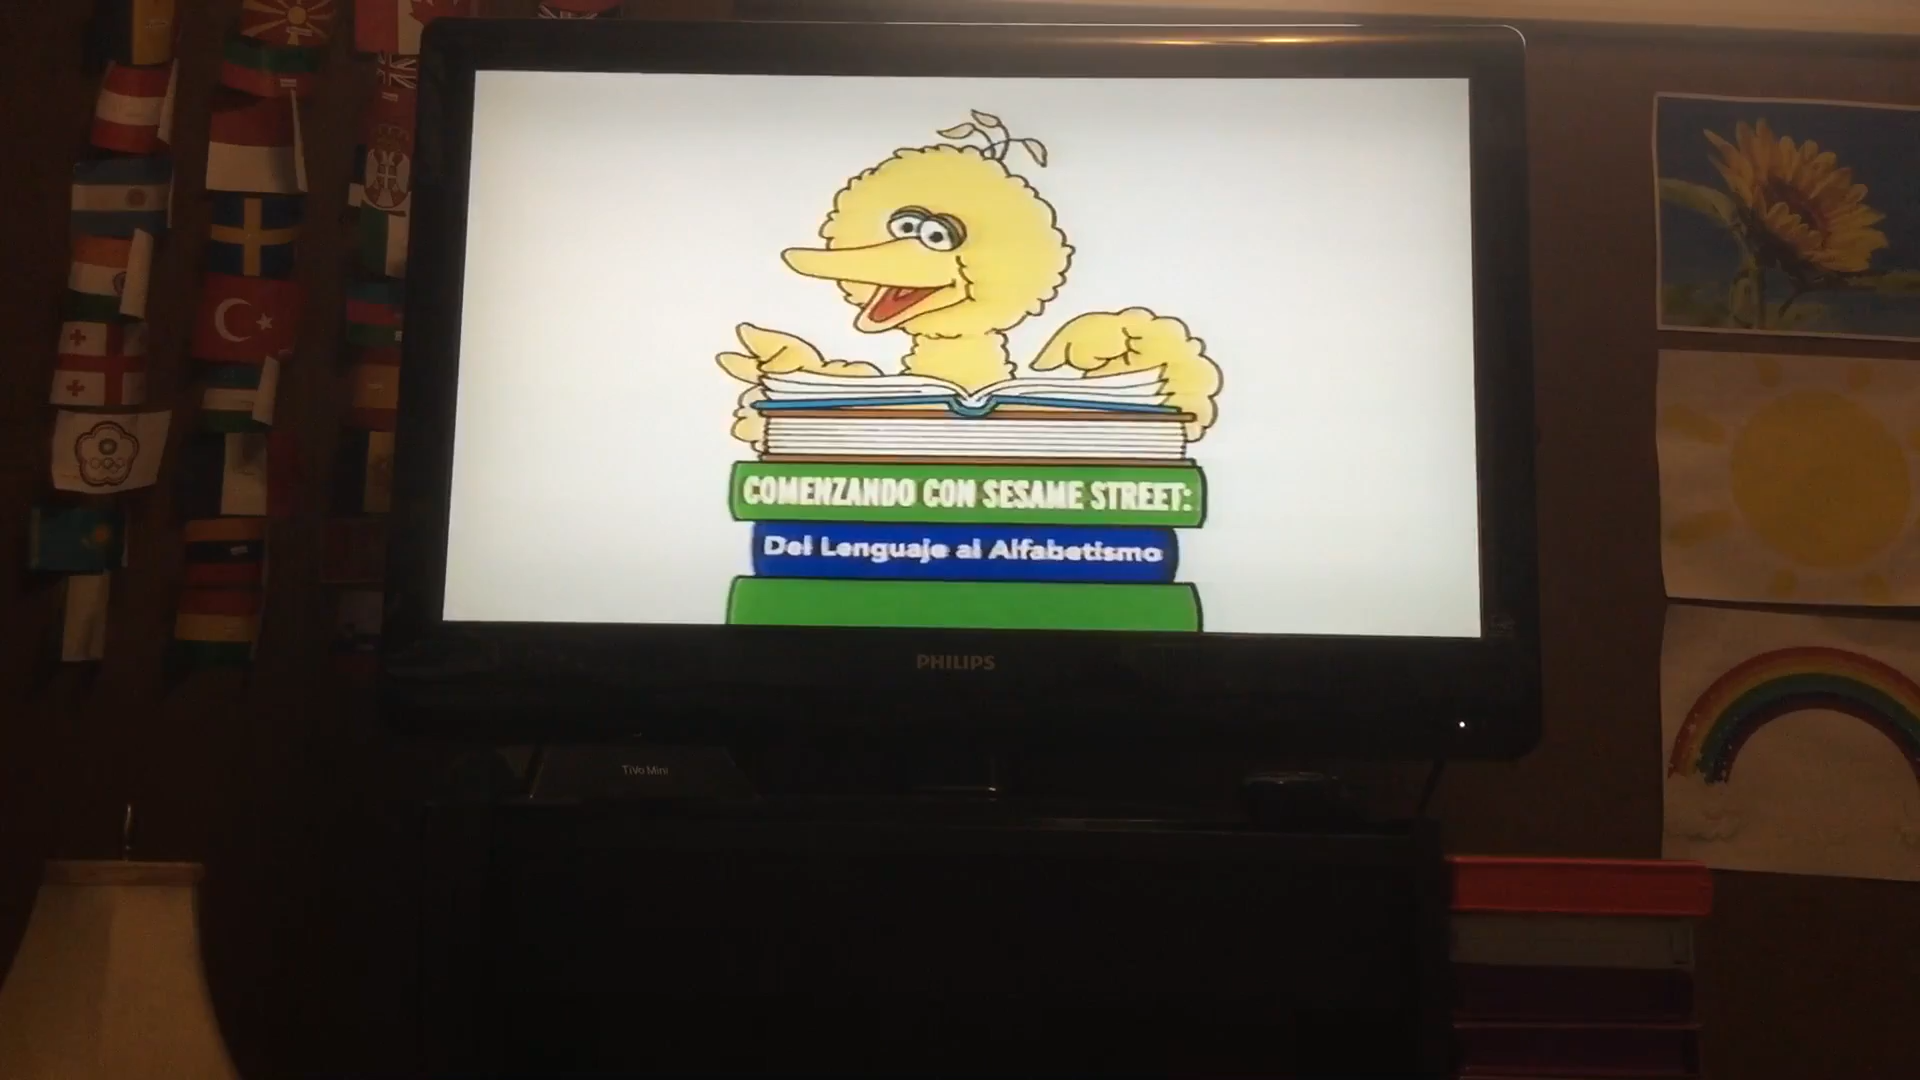 COMENZANDO CON SESAME STREET:
Del Lenguaje al Alfabetismo
PHILIPS
TiVo Mini